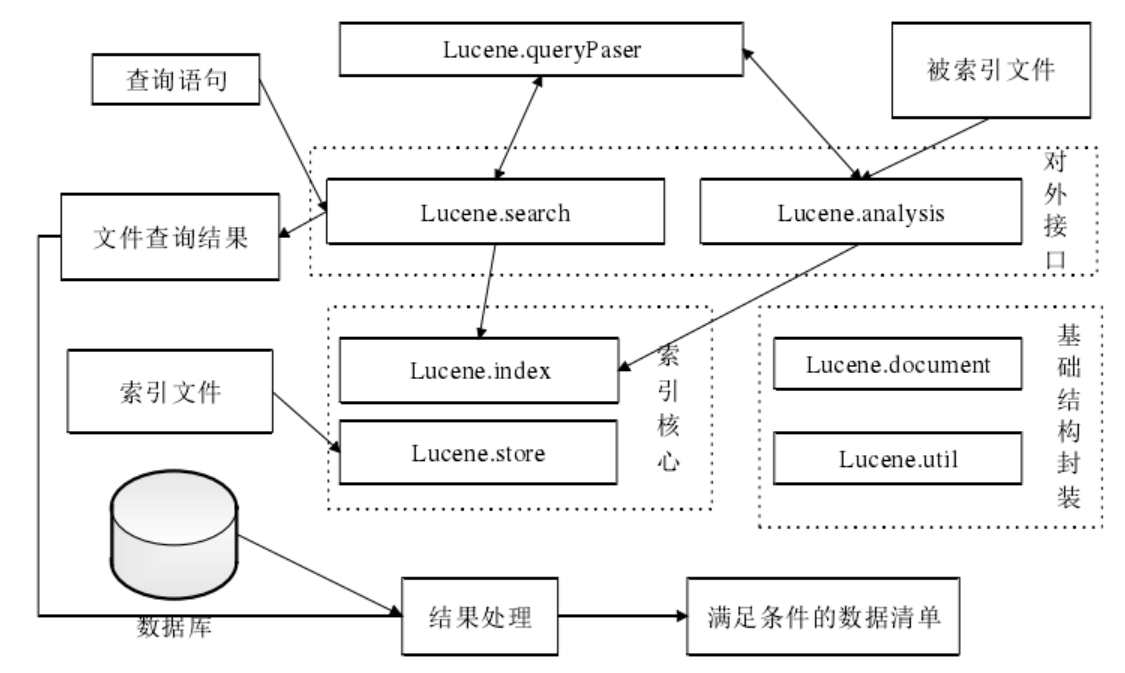 Lucene.queryPaser
查询语句
被索引文件
对外接口
Lucene.search
Lucene.analysis
文件查询结果
索引核心
Lucene.index
基础结构封装
Lucene.document
索引文件
Lucene.store
Lucene.util
数据库
结果处理
满足条件的数据清单